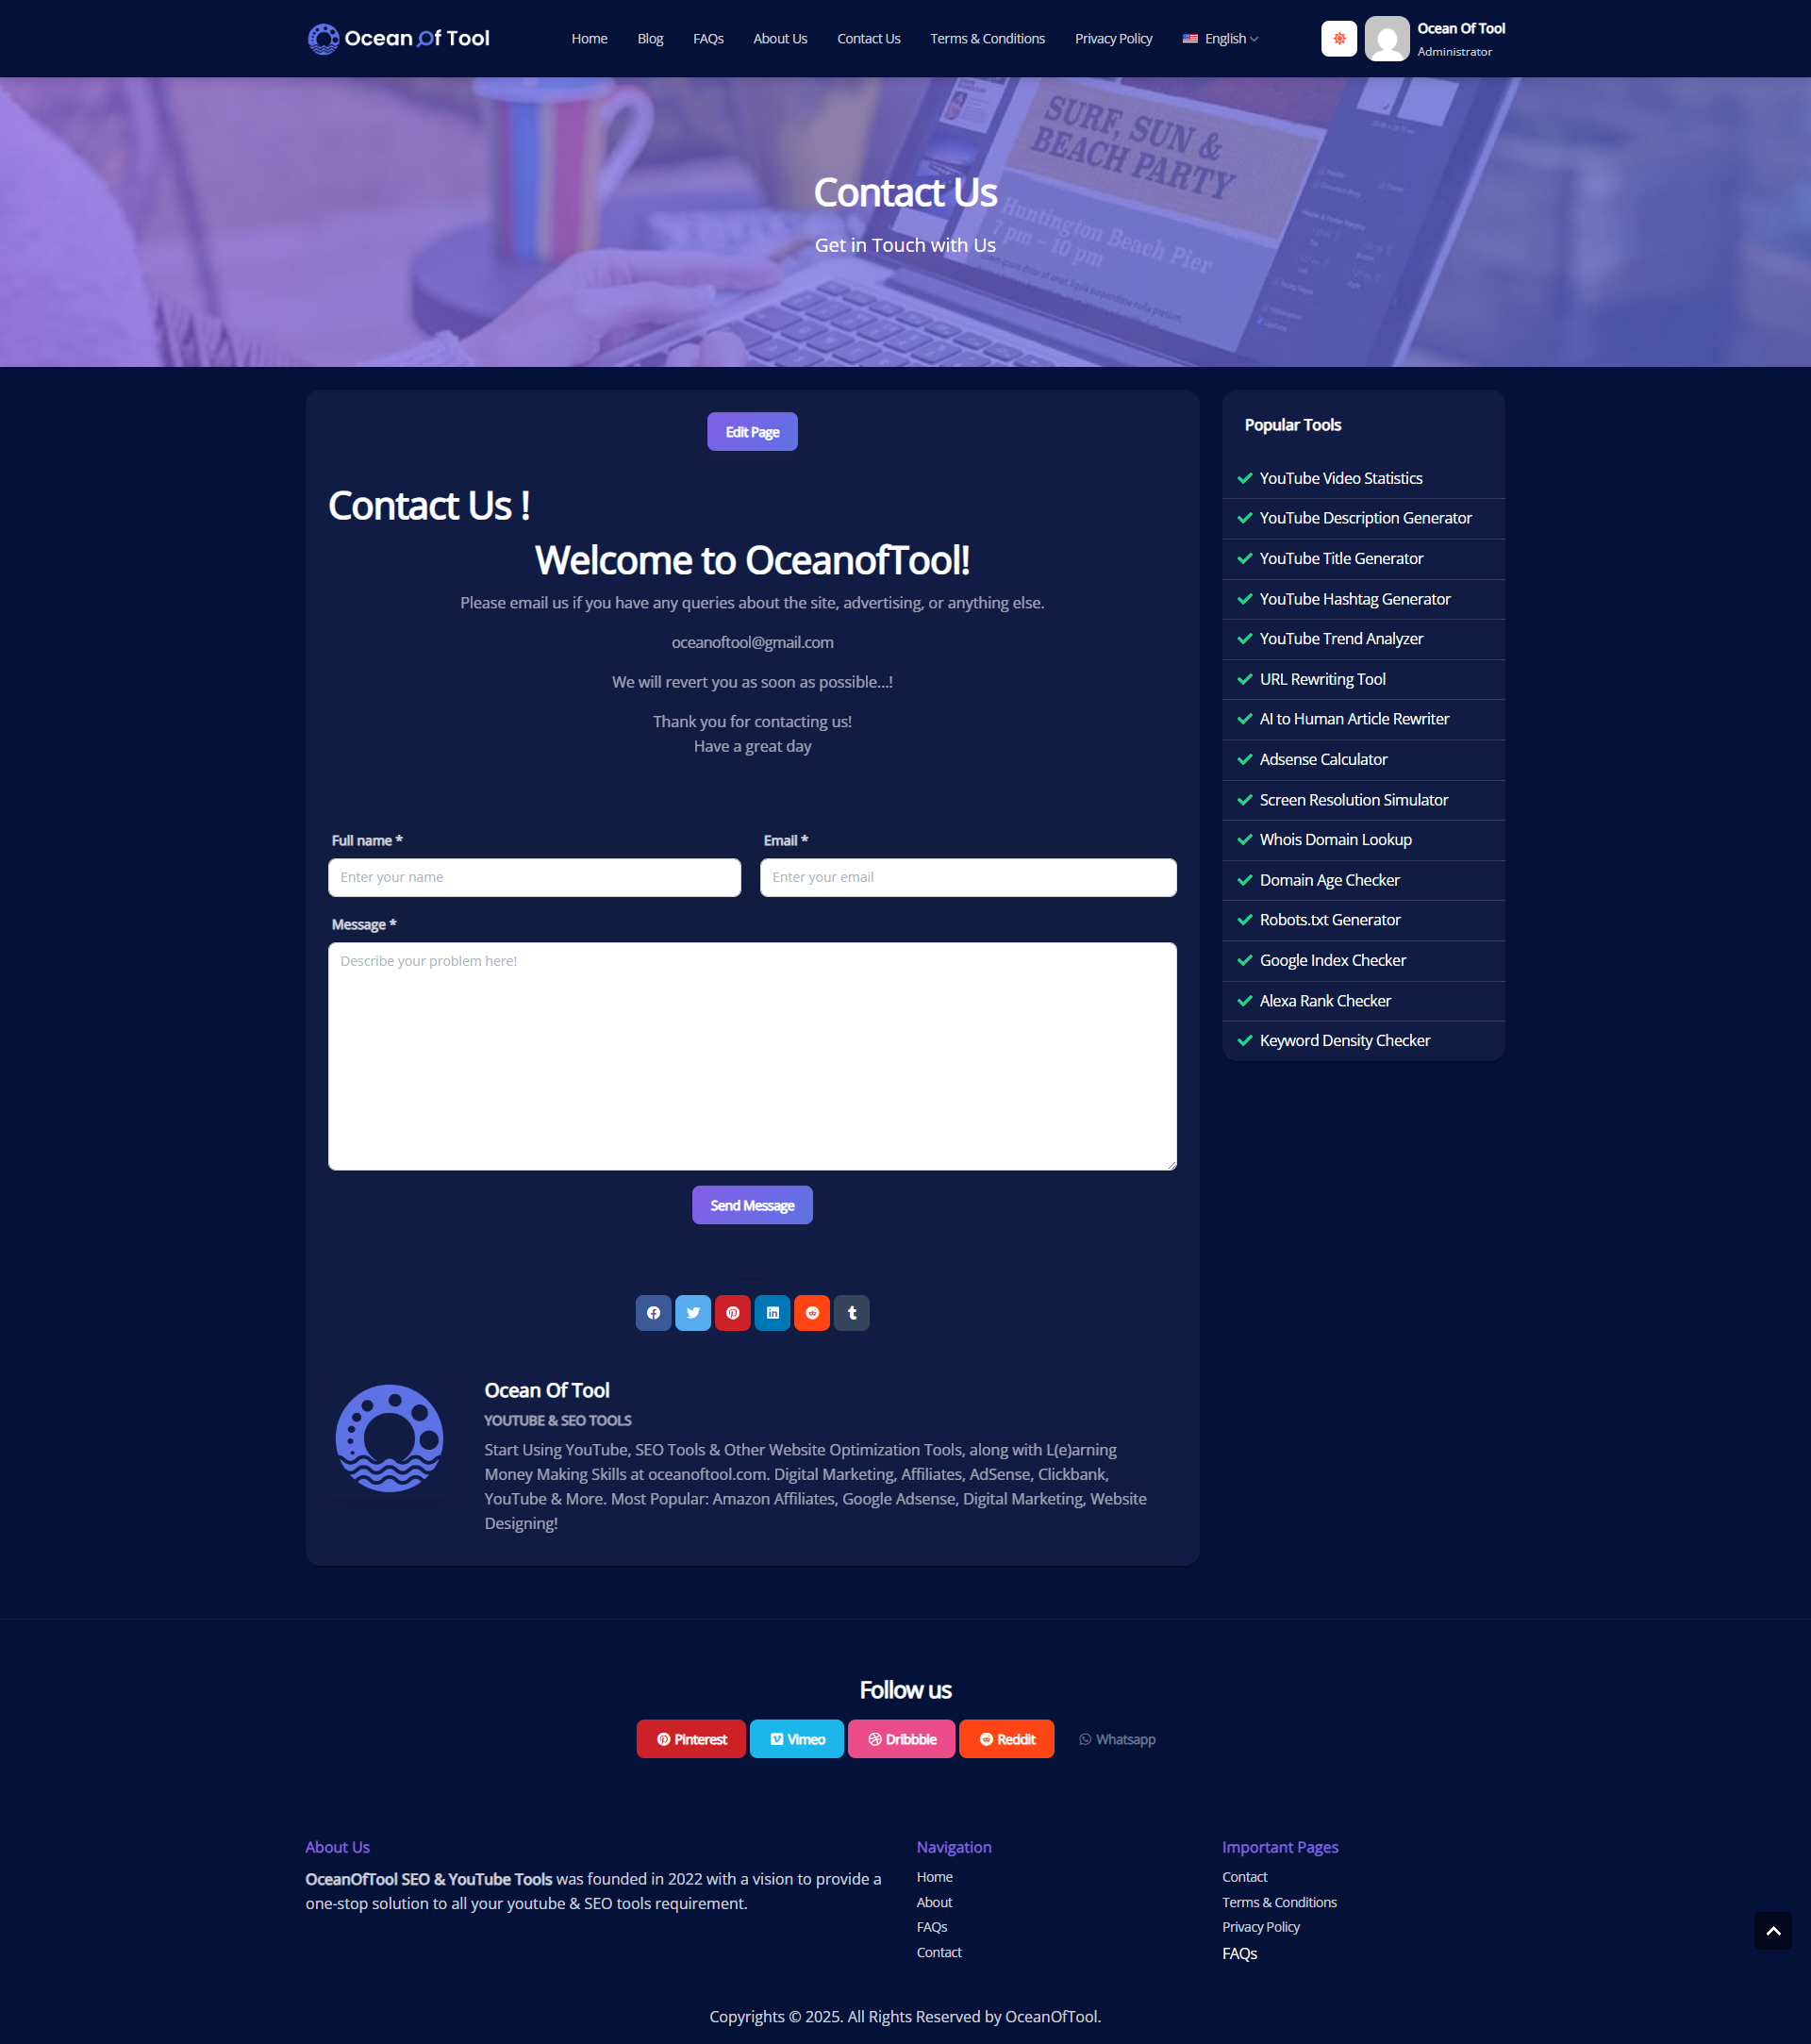 Ocean Of Tool
Home
Blog
FAQs
About Us
Contact Us
Terms & Conditions
Privacy Policy
English
Ocean Of Tool
Administrator
SURF, SUN &
BEACH PARTY
Huntington Beach Pier
7 pm - 10 pm
Contact Us
Get in Touch with Us
Edit Page
Contact Us !
Welcome to OceanofTool!
Please email us if you have any queries about the site, advertising, or anything else.
oceanoftool@gmail.com
We will revert you as soon as possible...!
Thank you for contacting us!
Have a great day
Full name *
Email *
Enter your name
Enter your email
Message *
Describe your problem here!
Send Message
Ocean Of Tool
YOUTUBE & SEO TOOLS
Start Using YouTube, SEO Tools & Other Website Optimization Tools, along with L(e)arning
Money Making Skills at oceanoftool.com. Digital Marketing, Affiliates, AdSense, Clickbank,
YouTube & More. Most Popular: Amazon Affiliates, Google Adsense, Digital Marketing, Website
Designing!
Popular Tools
YouTube Video Statistics
YouTube Description Generator
YouTube Title Generator
YouTube Hashtag Generator
YouTube Trend Analyzer
URL Rewriting Tool
AI to Human Article Rewriter
Adsense Calculator
Screen Resolution Simulator
Whois Domain Lookup
Domain Age Checker
Robots.txt Generator
Google Index Checker
Alexa Rank Checker
Keyword Density Checker
Follow us
Pinterest
Vimeo
Dribbble
Reddit
Whatsapp
About Us
OceanOfTool SEO & YouTube Tools was founded in 2022 with a vision to provide a
one-stop solution to all your youtube & SEO tools requirement.
Navigation
Home
About
FAQs
Contact
Important Pages
Contact
Terms & Conditions
Privacy Policy
FAQs
Copyrights © 2025. All Rights Reserved by OceanOfTool.